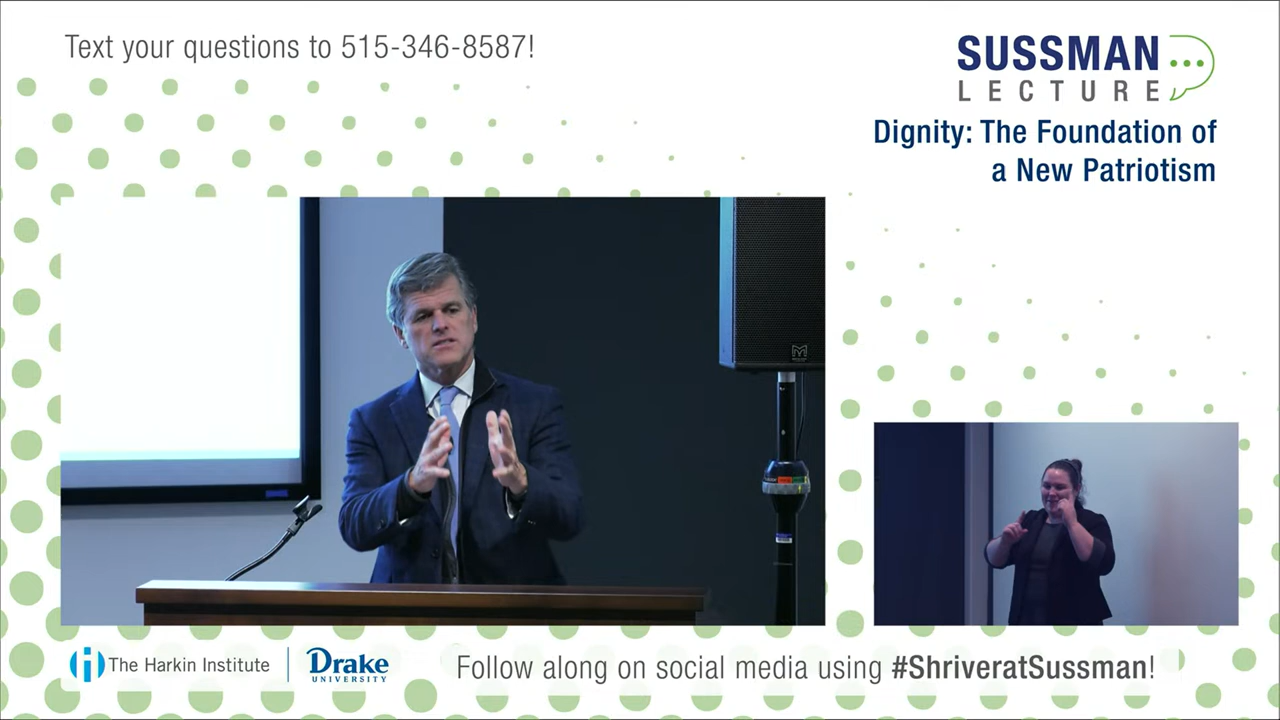 Text your questions to 515-346-8587!
SUSSMAN
LECTURE
Dignity: The Foundation of
a New Patriotism
The Harkin Institute
Drake
UNIVERSITY
Follow along on social media using #ShriveratSussman!